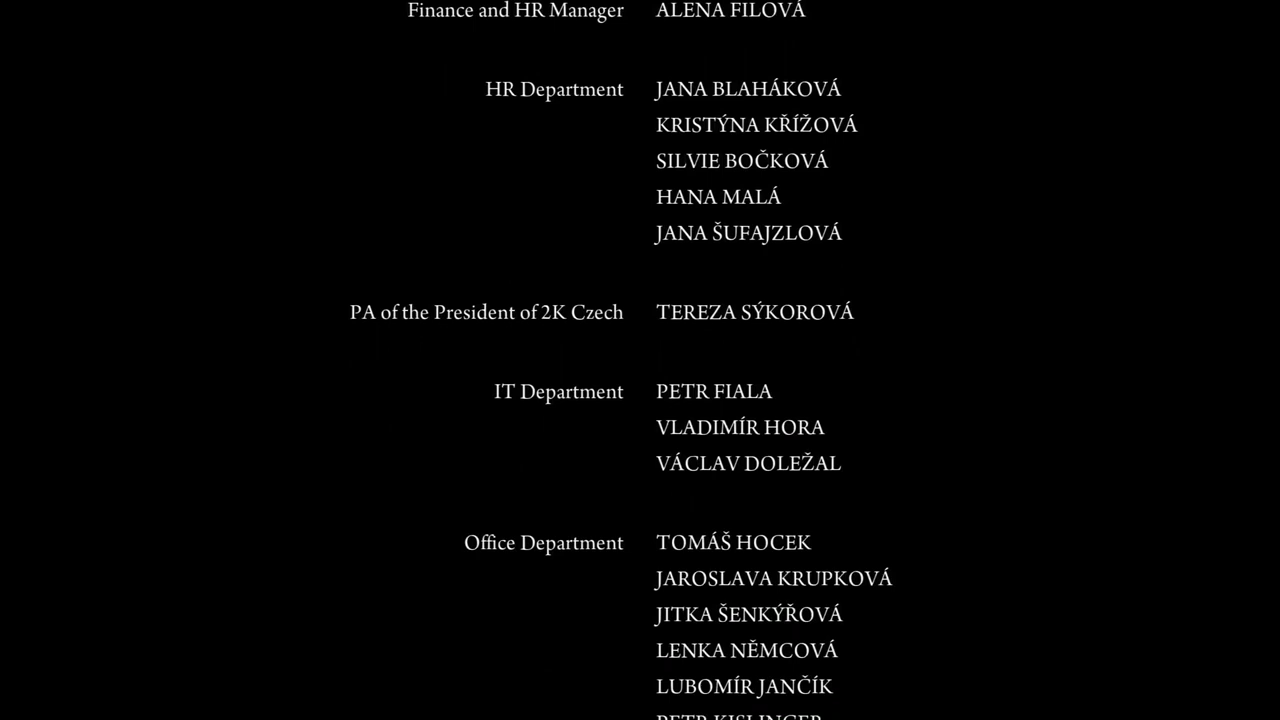 Finance and HR Manager ALENA FILOVÁ
HR Department JANA BLAHÁKOVÁ
KRISTÝNA KŘÍŽOVÁ
SILVIE BOČKOVÁ
HANA MALÁ
JANA ŠUFAJZLOVÁ
PA of the President of 2K Czech TEREZA SÝKOROVÁ
IT Department PETR FIALA
VLADIMÍR HORA
VÁCLAV DOLEŽAL
Office Department TOMÁŠ HOCEK
JAROSLAVA KRUPKOVÁ
JITKA ŠENKÝŘOVÁ
LENKA NĚMCOVÁ
LUBOMÍR JANČÍK
PETR KISLINGER